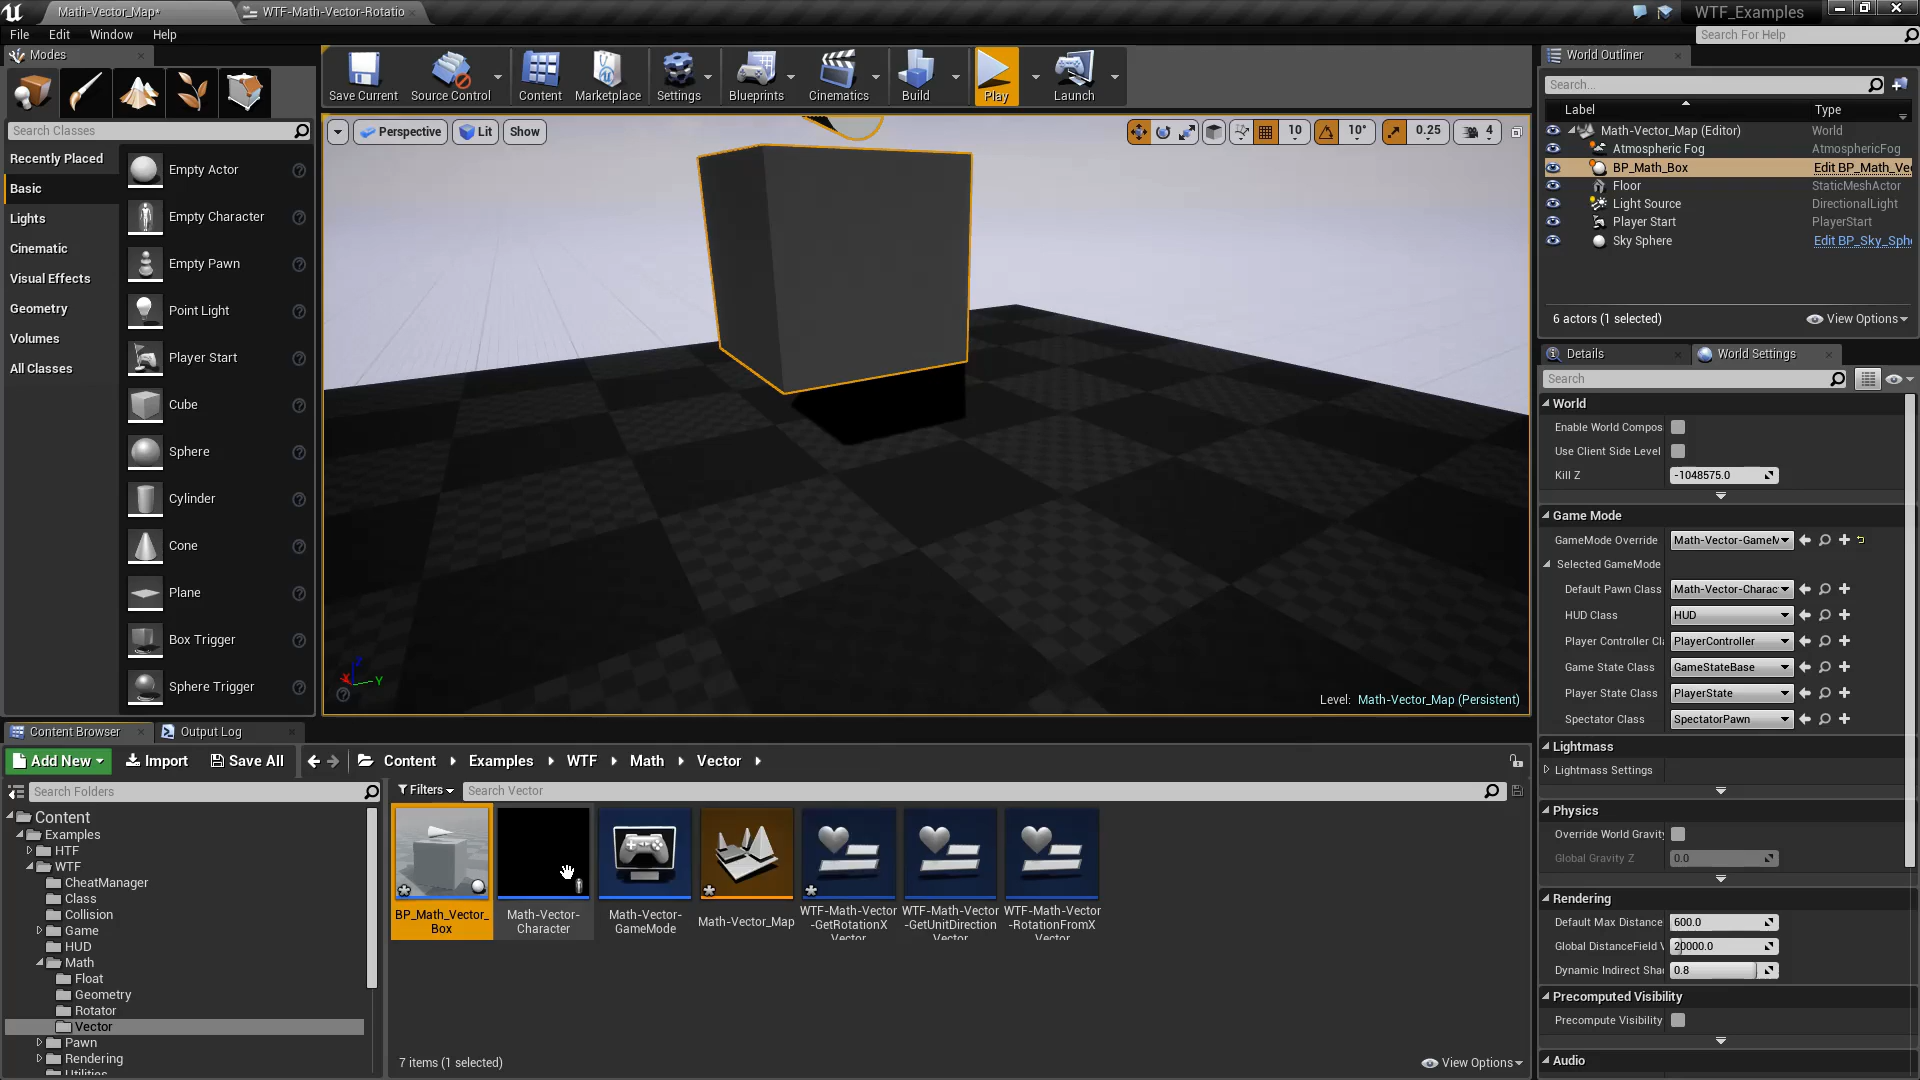 Math-Vector_Map*
WTF-Math-Vector-Rotatio
WTF_Examples
File
Edit
Window
Help
Search For Help
Modes
Search Classes
Recently Placed
Basic
Lights
Cinematic
Visual Effects
Geometry
Volumes
All Classes
Empty Actor
Empty Character
Empty Pawn
Point Light
Player Start
Cube
Sphere
Cylinder
Cone
Plane
Box Trigger
Sphere Trigger
Save Current
Source Control
Content
Marketplace
Settings
Blueprints
Cinematics
Build
Play
Launch
Perspective
Lit
Show
10
10°
0.25
4
X
Y
Z
Level: Math-Vector_Map (Persistent)
World Outliner
Search...
Label
Type
Math-Vector_Map (Editor)
World
Atmospheric Fog
AtmosphericFog
BP_Math_Box
Edit BP_Math_Vec
Floor
StaticMeshActor
Light Source
DirectionalLight
Player Start
PlayerStart
Sky Sphere
Edit BP_Sky_Sph
6 actors (1 selected)
View Options
Details
World Settings
Search
World
Enable World Compos
Use Client Side Level
Kill Z
-1048575.0
Game Mode
GameMode Override
Math-Vector-GameM
Selected GameMode
Default Pawn Class
Math-Vector-Charac
HUD Class
HUD
Player Controller Cl
PlayerController
Game State Class
GameStateBase
Player State Class
PlayerState
Spectator Class
SpectatorPawn
Lightmass
Lightmass Settings
Physics
Override World Gravity
Global Gravity Z
0.0
Rendering
Default Max Distance
600.0
Global DistanceField V
20000.0
Dynamic Indirect Sha
0.8
Precomputed Visibility
Precompute Visibility
Audio
Content Browser
Output Log
Add New
Import
Save All
Content
Examples
WTF
Math
Vector
Search Folders
Filters
Search Vector
Content
Examples
HTF
WTF
CheatManager
Class
Collision
Game
HUD
Math
Float
Geometry
Rotator
Vector
Pawn
Rendering
Utilities
BP_Math_Vector_
Box
Math-Vector-
Character
Math-Vector-
GameMode
Math-Vector_Map
WTF-Math-Vector
-GetRotationX
Vector
WTF-Math-Vector
-GetUnitDirection
Vector
WTF-Math-Vector
-RotationFromX
Vector
7 items (1 selected)
View Options